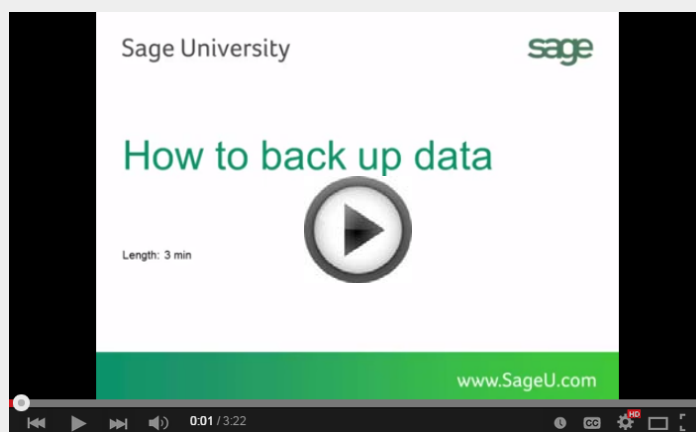 Sage University
sage
How to back up data
Length: 3 min
www.SageU.com
0:01 / 3:22
CC
HD